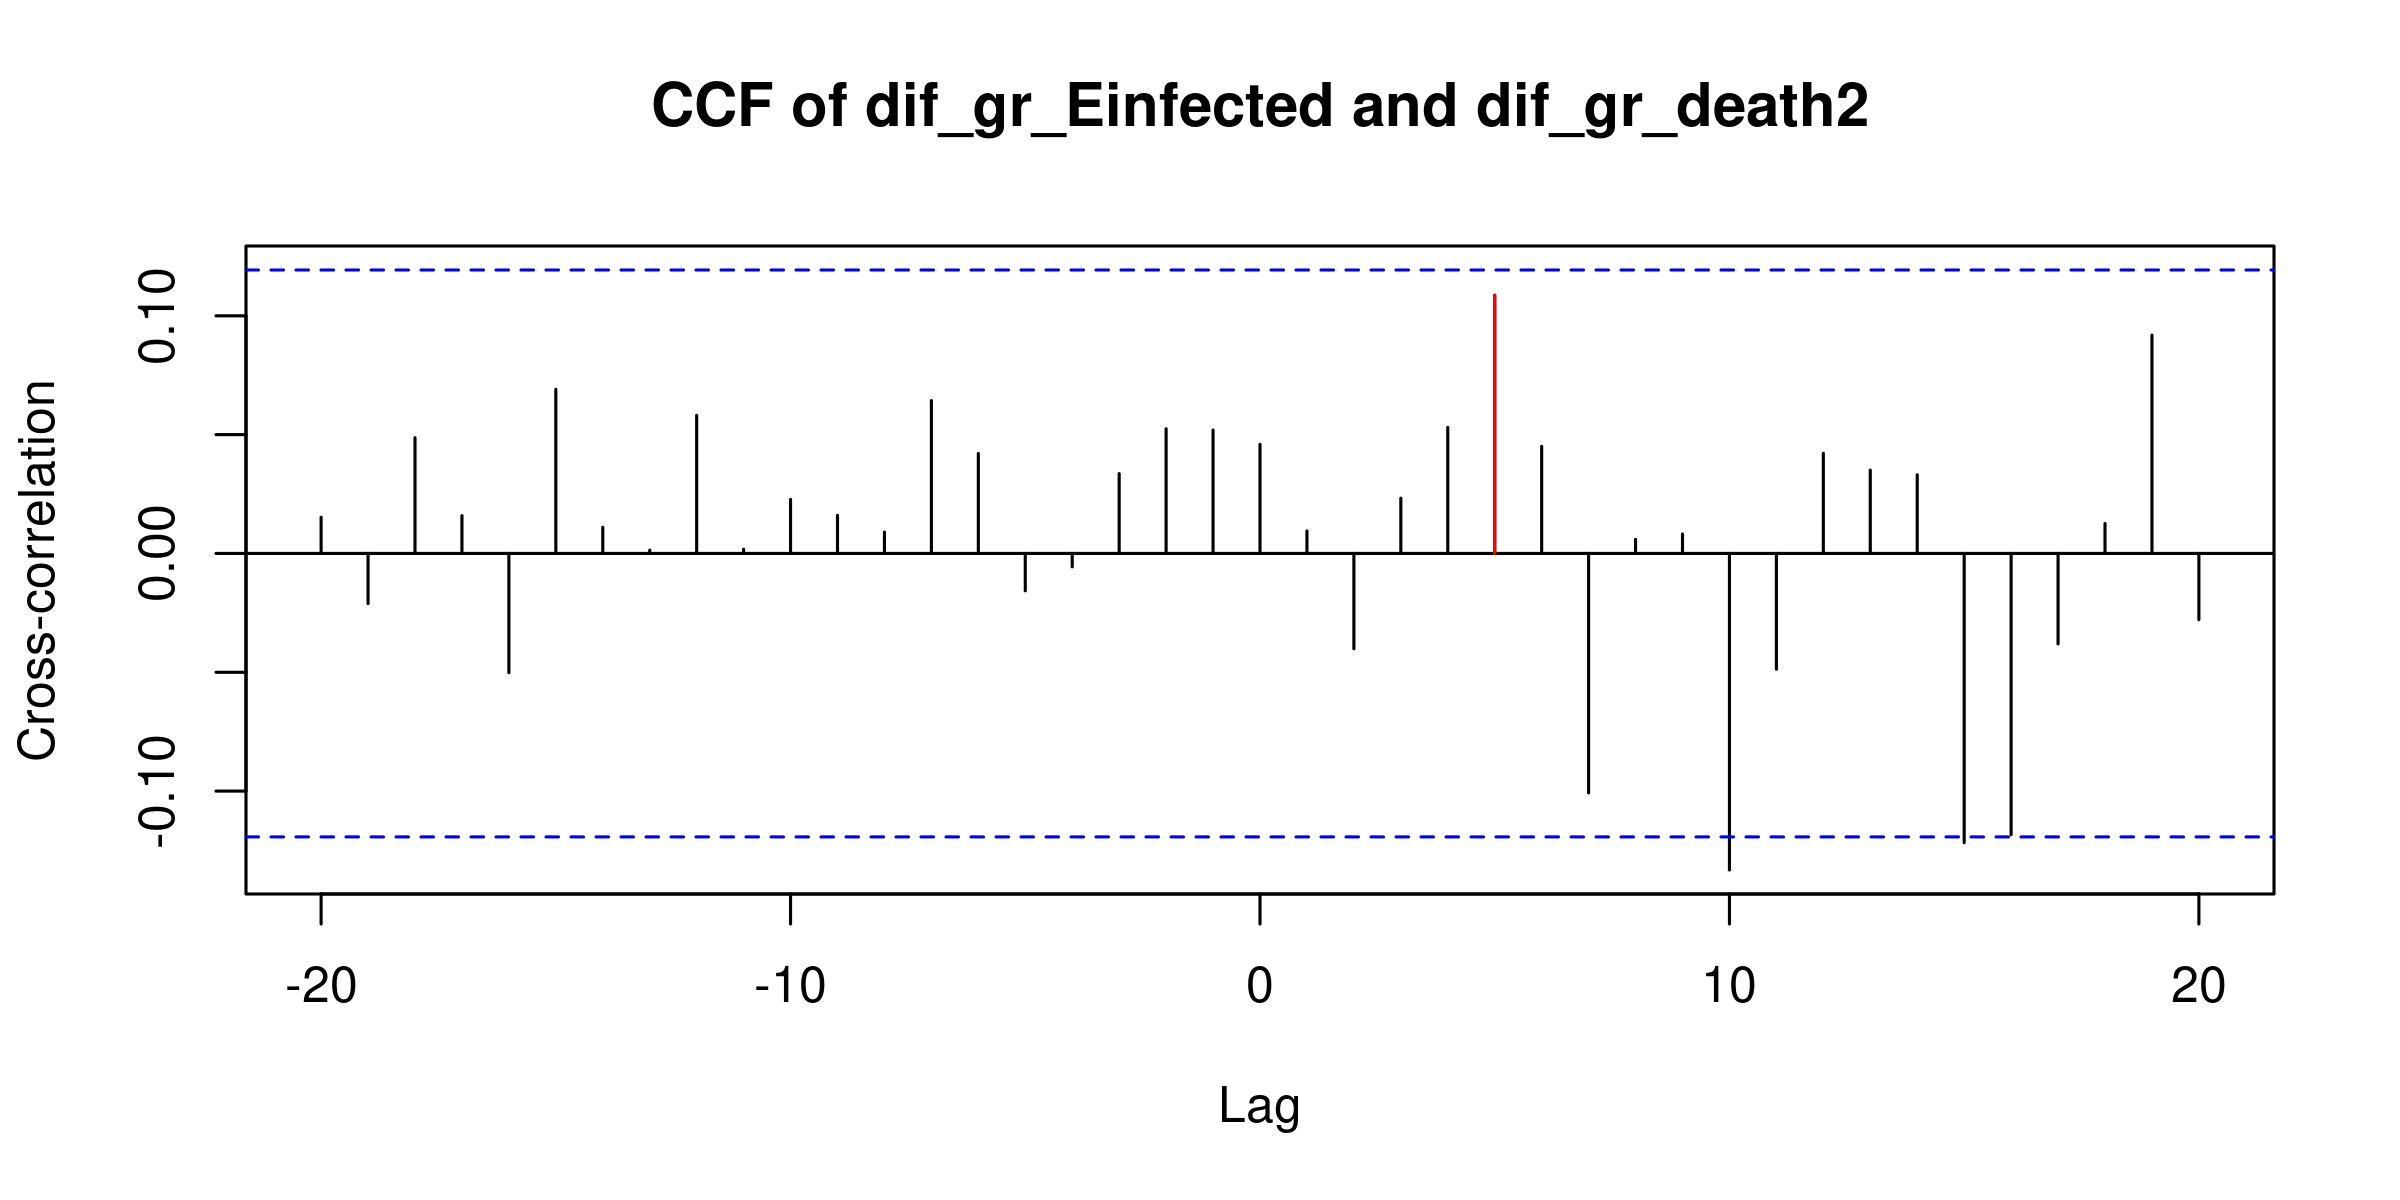 CCF of dif_gr_Einfected and dif_gr_death2
Cross-correlation
0.10
0.00
-0.10
-20
-10
0
10
20
Lag